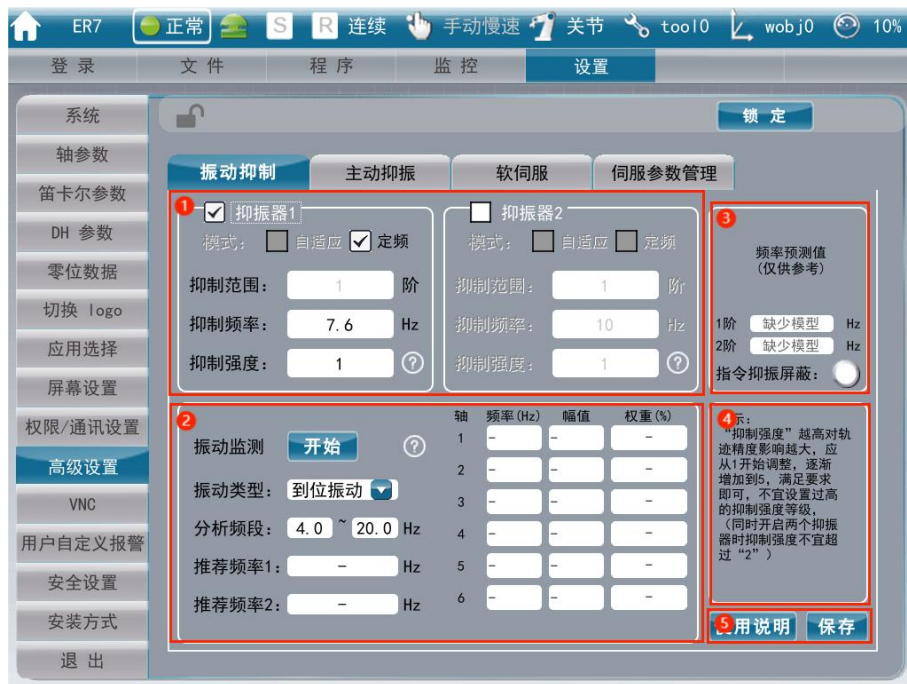 ER7 正常 S R 连续 手动慢速 关节 tool0 wobj0 10%
登 录 文 件 程 序 监 控 设置
系统
轴参数
笛卡尔参数
DH 参数
零位数据
切换 logo
应用选择
屏幕设置
权限/通讯设置
高级设置
VNC
用户自定义报警
安全设置
安装方式
退 出
锁 定
振动抑制 主动抑振 软伺服 伺服参数管理
1
抑振器1
模式: 自适应 定频
抑制范围: 1 阶
抑制频率: 7.6 Hz
抑制强度: 1 ?
抑振器2
模式: 自适应 定频
抑制范围: 1 阶
抑制频率: 10 Hz
抑制强度: 1 ?
3
频率预测值
(仅供参考)
1阶 缺少模型 Hz
2阶 缺少模型 Hz
指令抑振屏蔽:
2
振动监测 开始 ?
振动类型: 到位振动
分析频段: 4.0 ~ 20.0 Hz
推荐频率1: - Hz
推荐频率2: - Hz
轴 频率(Hz) 幅值 权重(%)
1 - - -
2 - - -
3 - - -
4 - - -
5 - - -
6 - - -
4
示:
“抑制强度”越高对轨
迹精度影响越大，应
从1开始调整，逐渐
增加到5，满足要求
即可，不宜设置过高
的抑制强度等级，
(同时开启两个抑振
器时抑制强度不宜超
过“2”)
5
用说明 保存